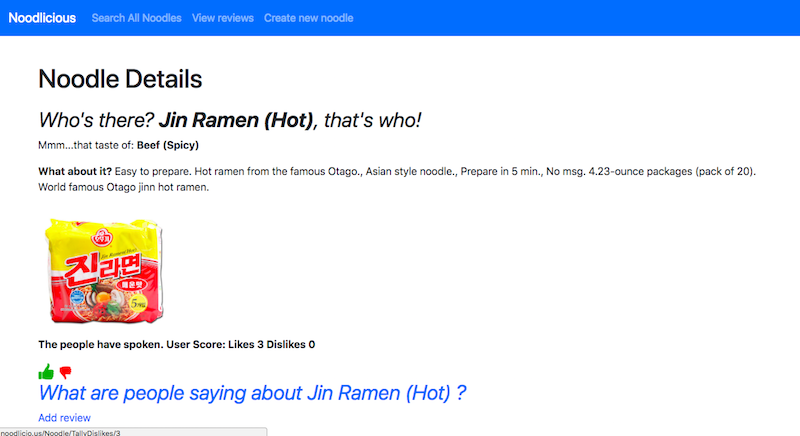 Noodlicious Search All Noodles View reviews Create new noodle
Noodle Details
Who's there? Jin Ramen (Hot), that's who!
Mmm...that taste of: Beef (Spicy)
What about it? Easy to prepare. Hot ramen from the famous Otago., Asian style noodle., Prepare in 5 min., No msg. 4.23-ounce packages (pack of 20).
World famous Otago jinn hot ramen.
Jin Ramen (Hot)
진라면
매운맛
5
The people have spoken. User Score: Likes 3 Dislikes 0
What are people saying about Jin Ramen (Hot) ?
Add review
noodlicio.us/Noodle/TallyDislikes/3